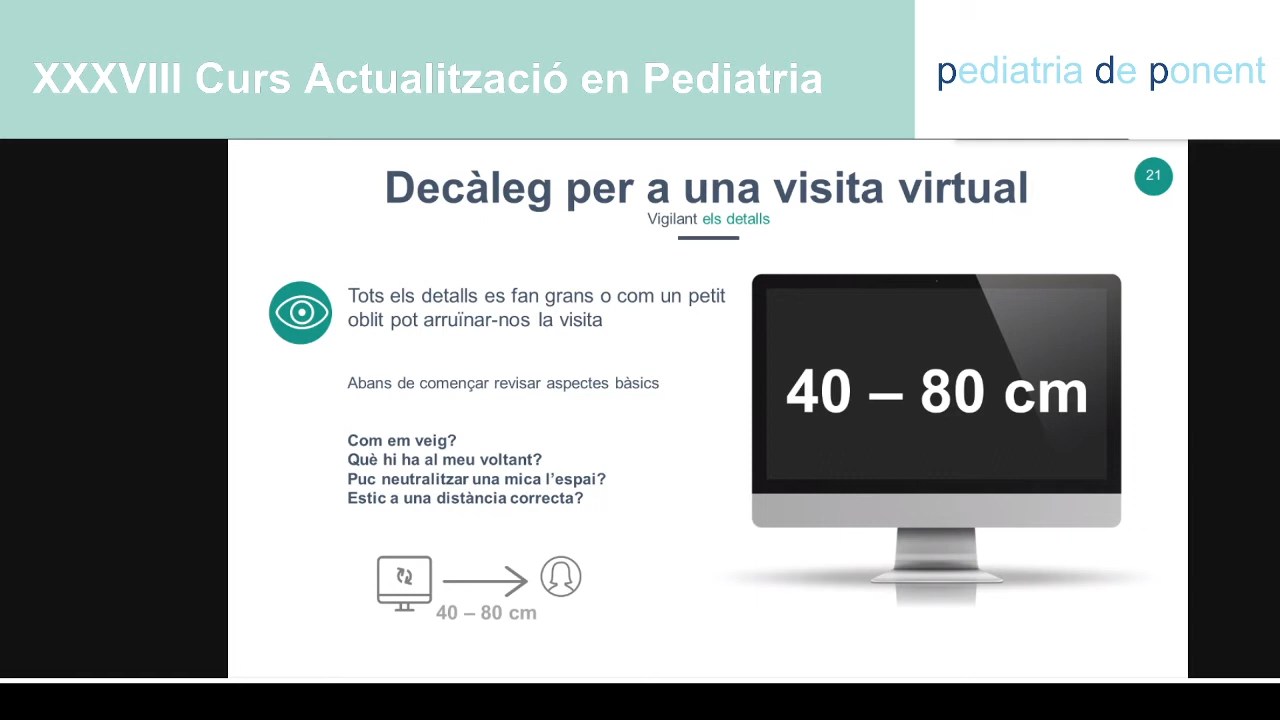 XXXVIII Curs Actualització en Pediatria
pediatria de ponent
Decàleg per a una visita virtual
21
Vigilant els detalls
Tots els detalls es fan grans o com un petit
oblit pot arruïnar-nos la visita
Abans de començar revisar aspectes bàsics
Com em veig?
Què hi ha al meu voltant?
Puc neutralitzar una mica l'espai?
Estic a una distància correcta?
40 – 80 cm
40 – 80 cm